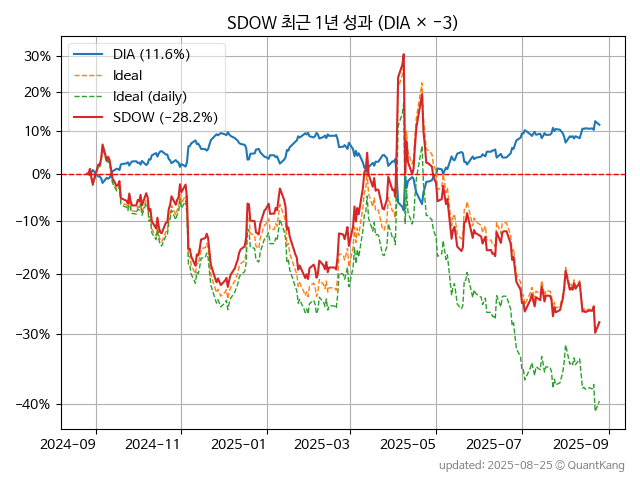 SDOW 최근 1년 성과 (DIA × −3)
DIA (11.6%)
Ideal
Ideal (daily)
SDOW (−28.2%)
30%
20%
10%
0%
−10%
−20%
−30%
−40%
2024-09 2024-11 2025-01 2025-03 2025-05 2025-07 2025-09
updated: 2025-08-25 © QuantKang